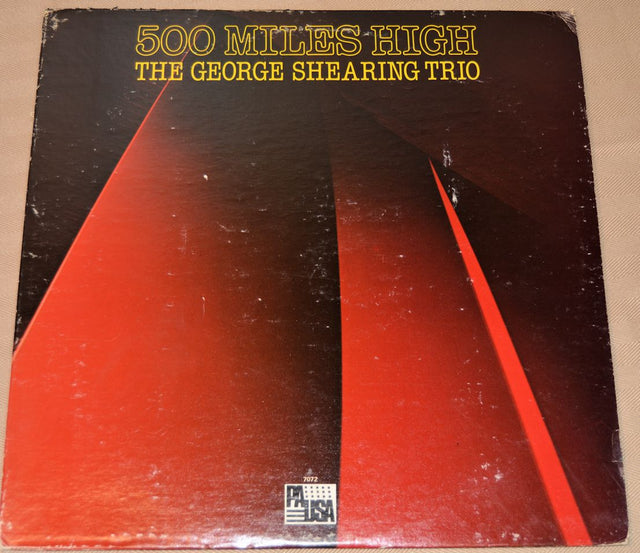 500 MILES HIGH
THE GEORGE SHEARING TRIO
7072
PA
USA